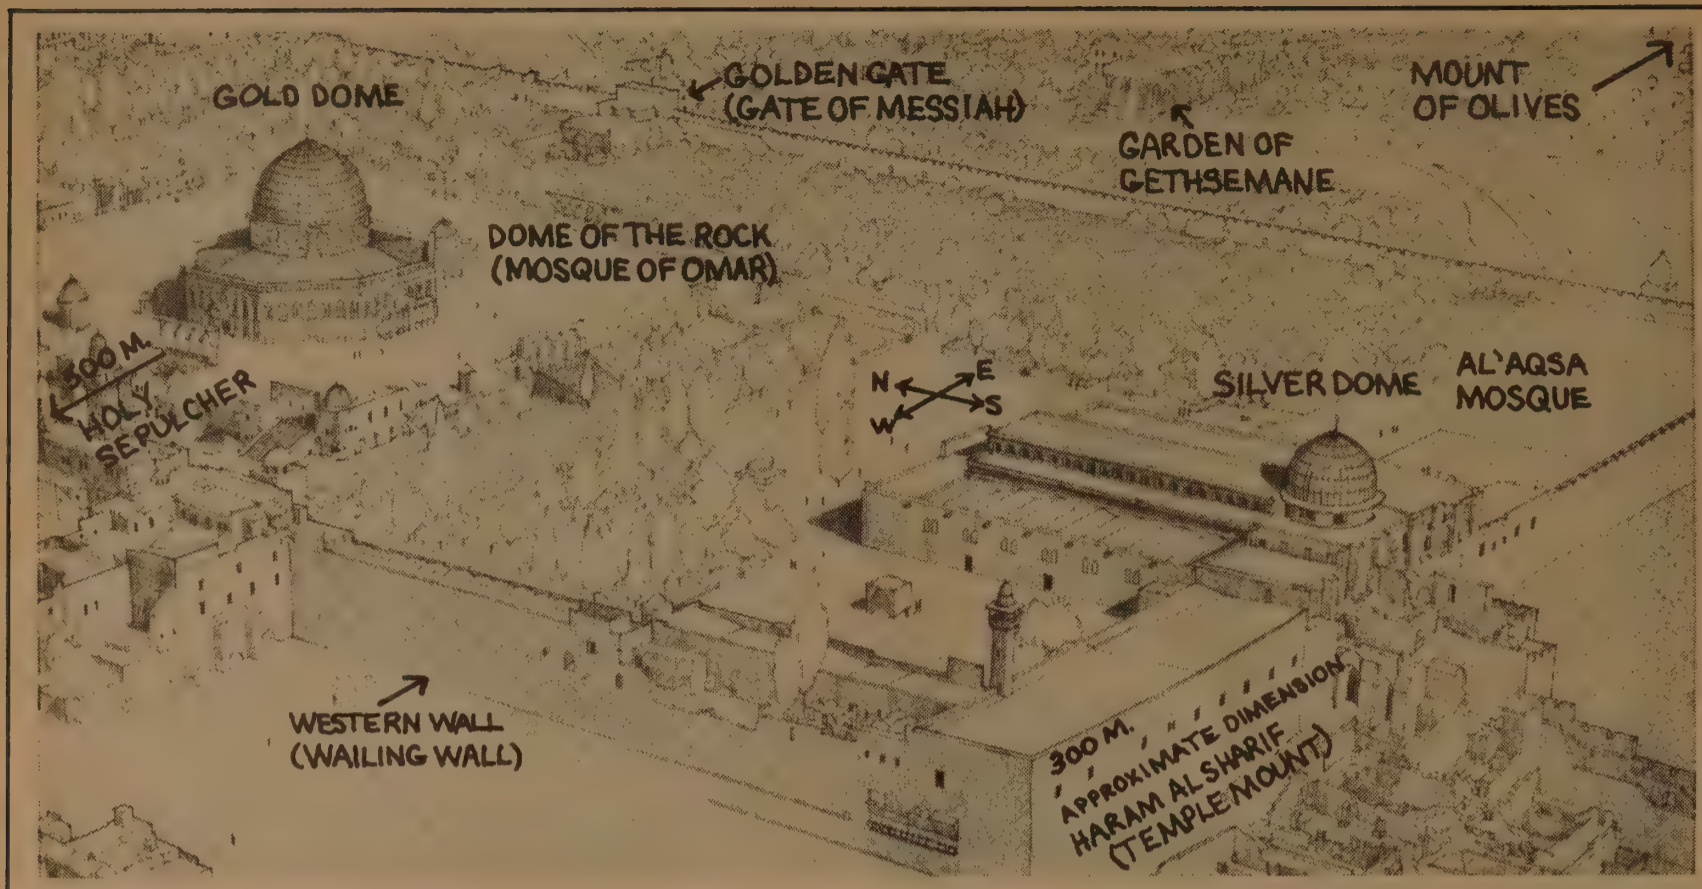 GOLD DOME
GOLDEN GATE
(GATE OF MESSIAH)
MOUNT
OF OLIVES
GARDEN OF
GETHSEMANE
DOME OF THE ROCK
(MOSQUE OF OMAR)
300 M.
HOLY
SEPULCHER
N
E
S
W
SILVER DOME
AL'AQSA
MOSQUE
WESTERN WALL
(WAILING WALL)
300 M.
APPROXIMATE DIMENSION
HARAM AL SHARIF
(TEMPLE MOUNT)